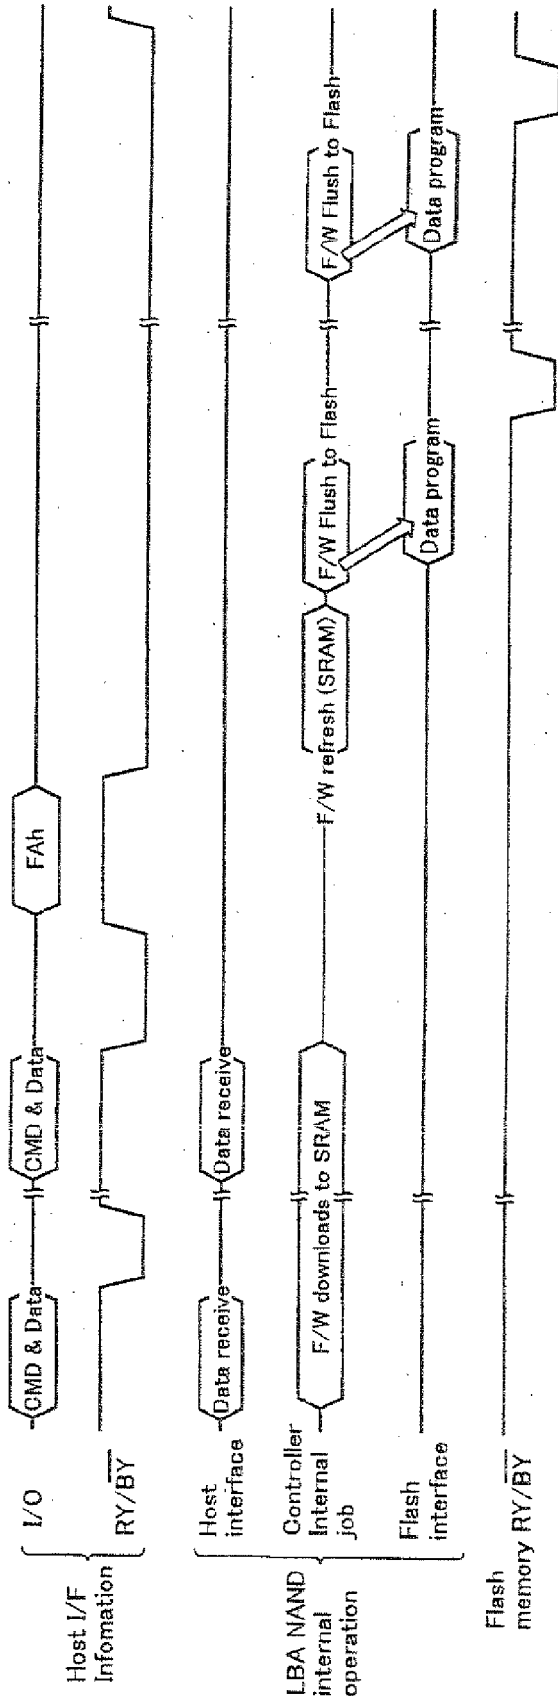 Host I/F
Infomation
I/O
CMD & Data
CMD & Data
FAh
RY/BY
LBA NAND
internal
operation
Host
interface
Data receive
Data receive
Controller
Internal
job
F/W downloads to SRAM
F/W refresh (SRAM)
F/W Flush to Flash
F/W Flush to Flash
Flash
interface
Data program
Data program
Flash
memory RY/BY